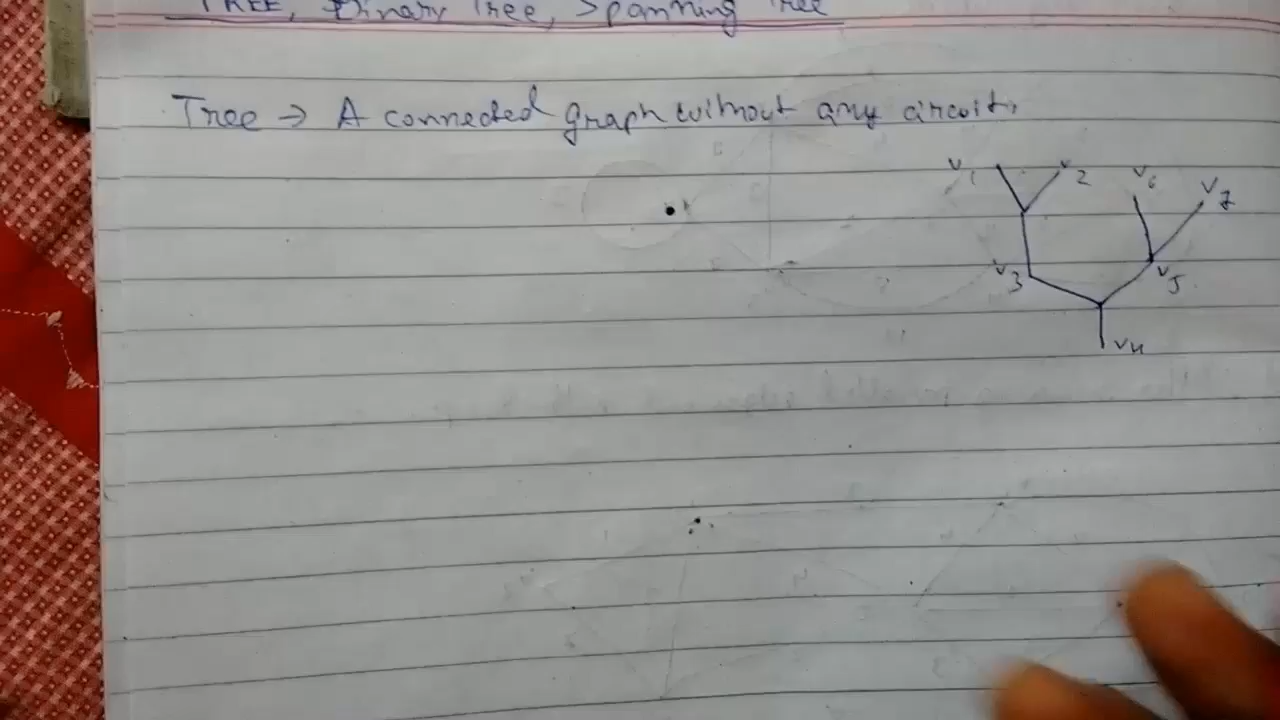 TREE, Binary Tree, Spanning Tree
Tree → A connected graph without any circuit.
V1 V2 V6 V7
V3 V5
V4